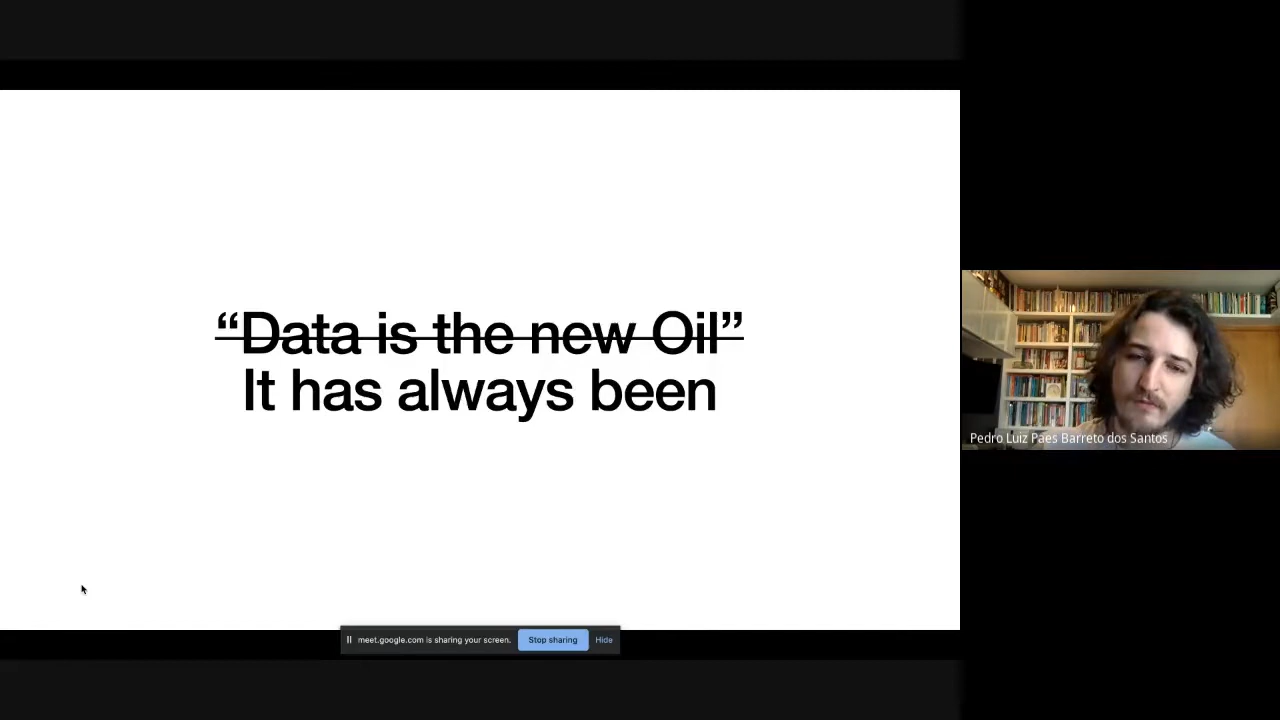 “Data is the new Oil”
It has always been
Pedro Luiz Paes Barreto dos Santos
meet.google.com is sharing your screen. Stop sharing Hide